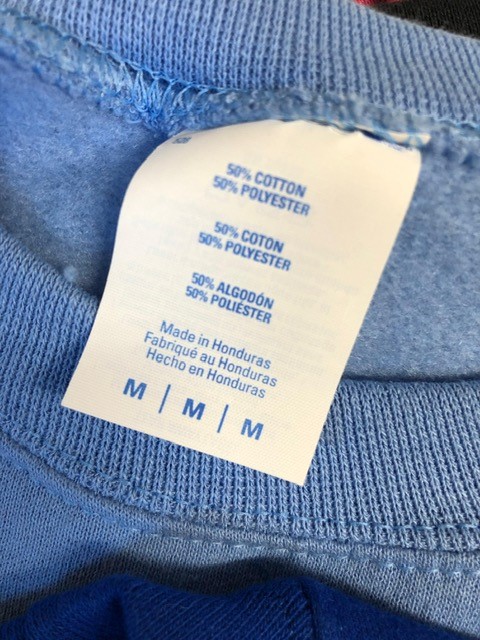 50% COTTON
50% POLYESTER
50% COTON
50% POLYESTER
50% ALGODÓN
50% POLIÉSTER
Made in Honduras
Fabriqué au Honduras
Hecho en Honduras
M | M | M